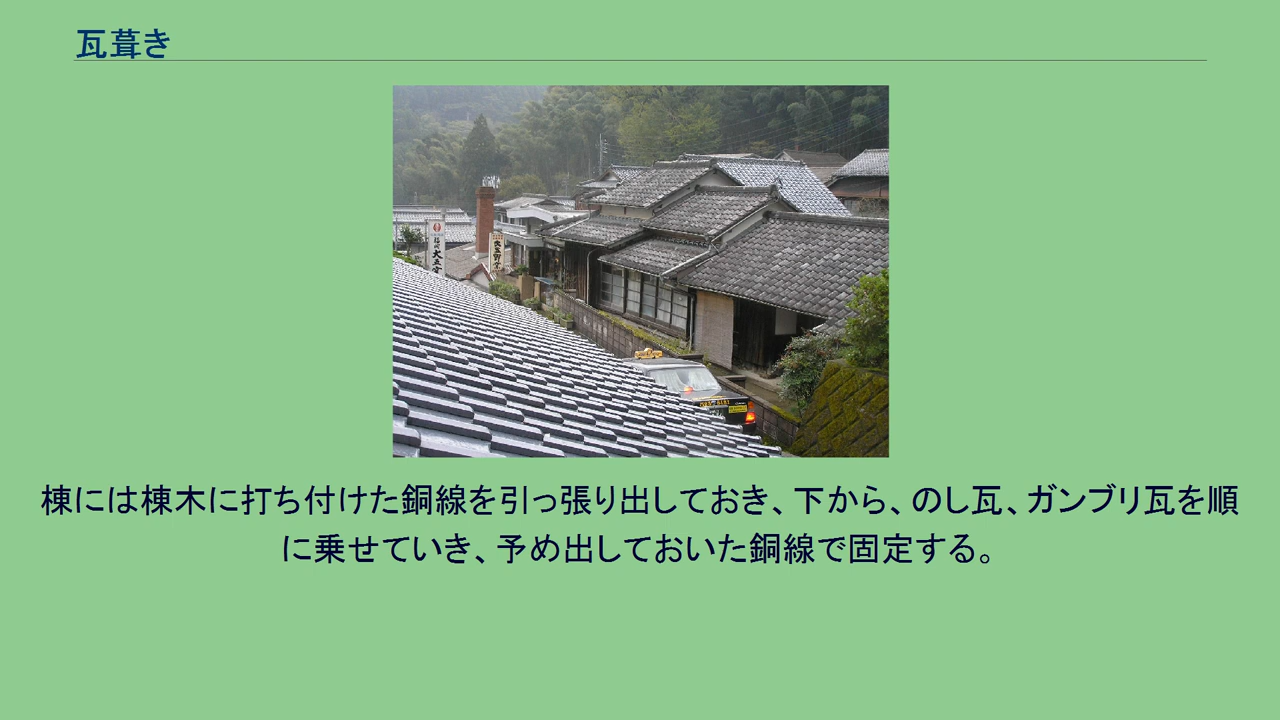 瓦葺き
棟には棟木に打ち付けた銅線を引っ張り出しておき、下から、のし瓦、ガンブリ瓦を順
に乗せていき、予め出しておいた銅線で固定する。